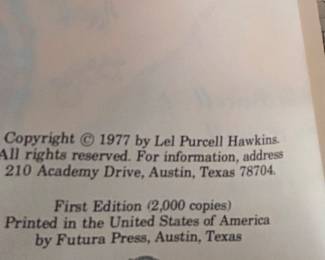 Copyright © 1977 by Lel Purcell Hawkins.
All rights reserved. For information, address
210 Academy Drive, Austin, Texas 78704.
First Edition (2,000 copies)
Printed in the United States of America
by Futura Press, Austin, Texas